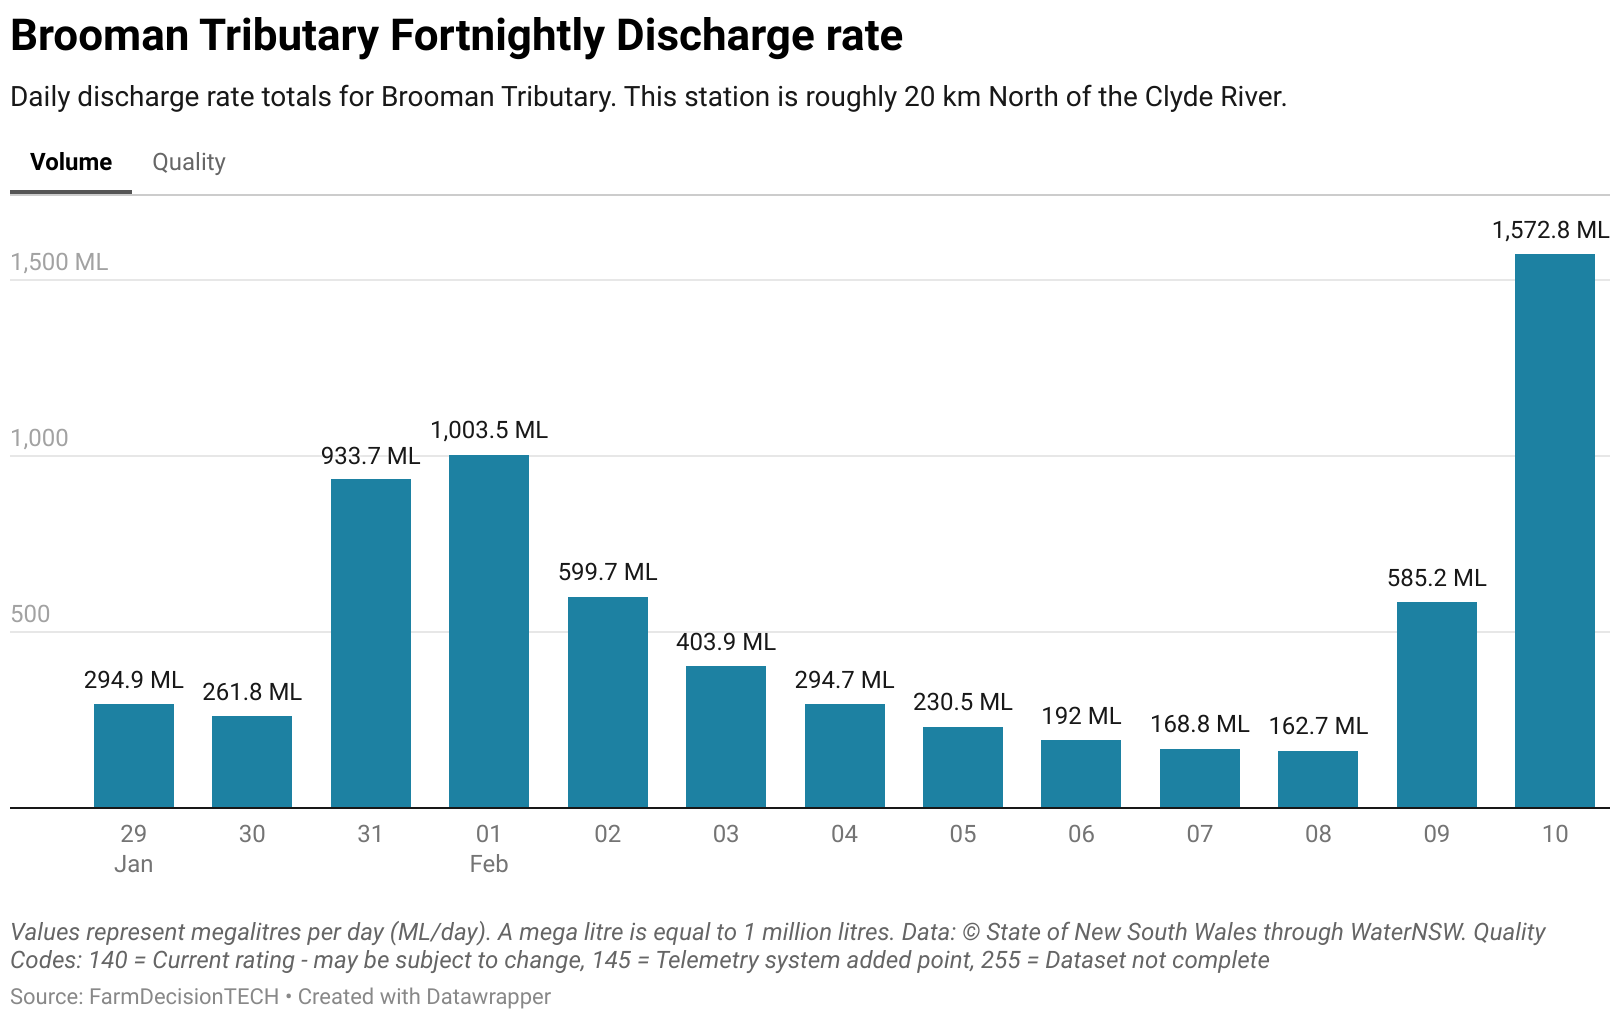 Brooman Tributary Fortnightly Discharge rate
Daily discharge rate totals for Brooman Tributary. This station is roughly 20 km North of the Clyde River.
Volume Quality
1,572.8 ML
1,500 ML
1,003.5 ML
1,000
933.7 ML
599.7 ML
585.2 ML
500
403.9 ML
294.9 ML
261.8 ML
294.7 ML
230.5 ML
192 ML
168.8 ML
162.7 ML
29 30 31 01 02 03 04 05 06 07 08 09 10
Jan Feb
Values represent megalitres per day (ML/day). A mega litre is equal to 1 million litres. Data: © State of New South Wales through WaterNSW. Quality
Codes: 140 = Current rating - may be subject to change, 145 = Telemetry system added point, 255 = Dataset not complete
Source: FarmDecisionTECH • Created with Datawrapper